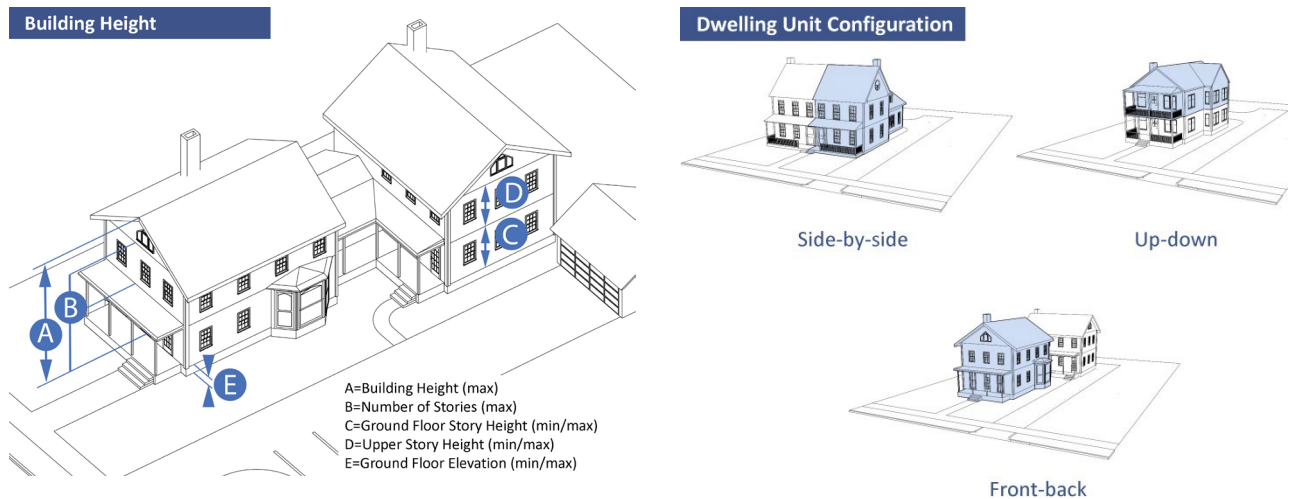 Building Height
D
C
B
A
E
A=Building Height (max)
B=Number of Stories (max)
C=Ground Floor Story Height (min/max)
D=Upper Story Height (min/max)
E=Ground Floor Elevation (min/max)
Dwelling Unit Configuration
Side-by-side
Up-down
Front-back